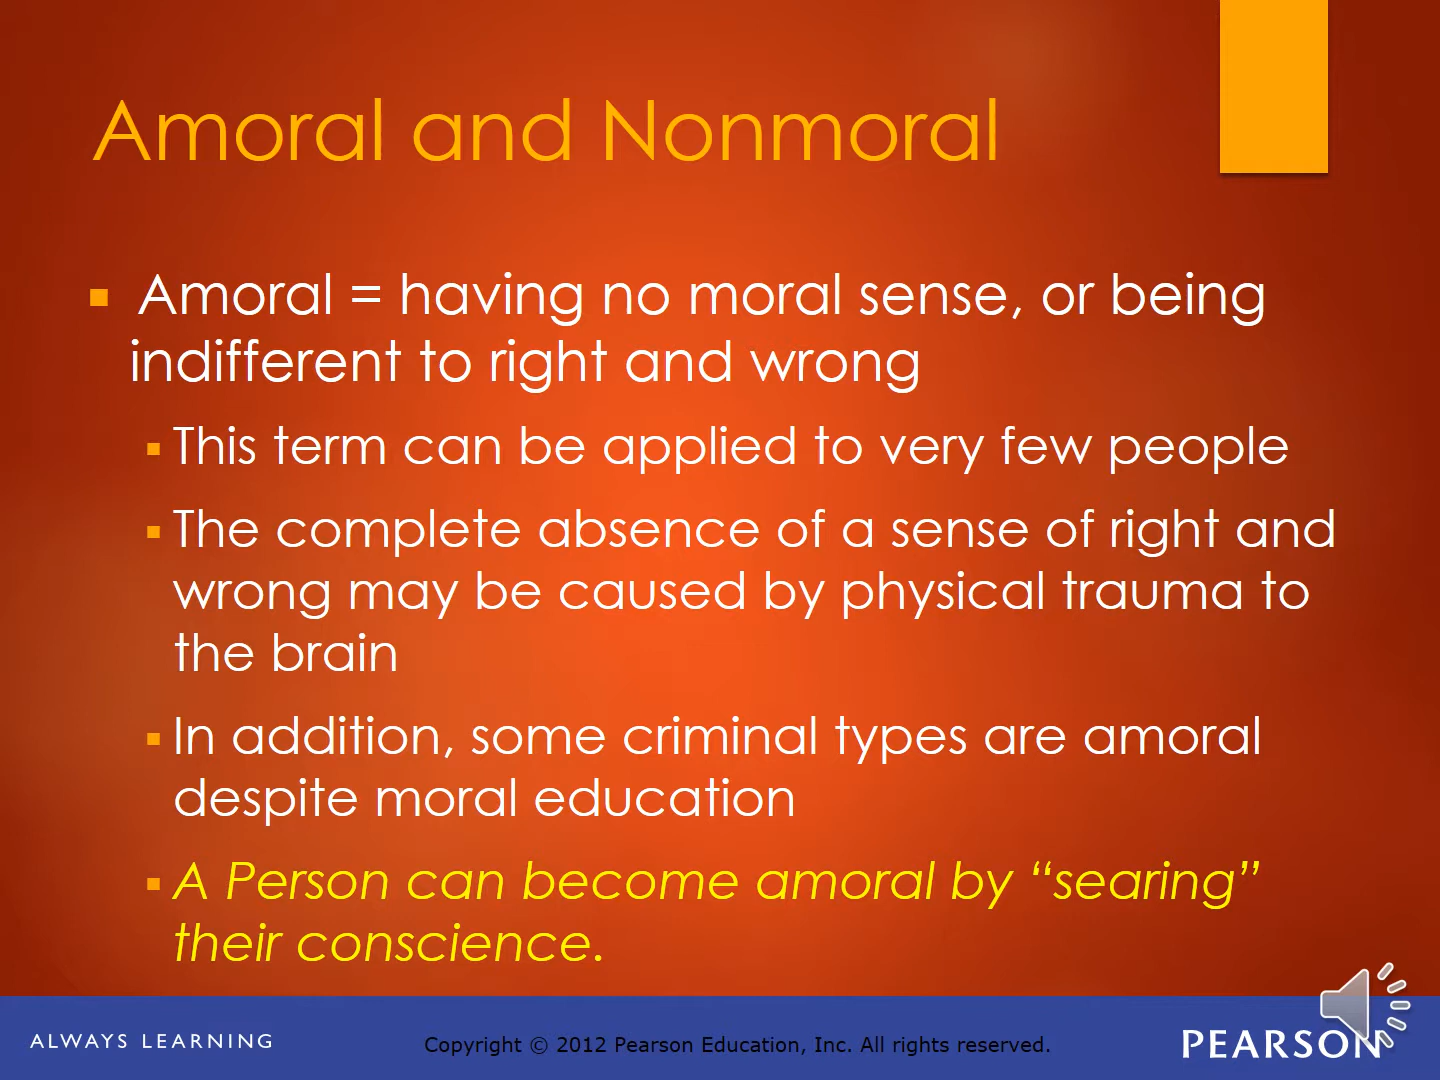 Amoral and Nonmoral
Amoral = having no moral sense, or being
indifferent to right and wrong
This term can be applied to very few people
The complete absence of a sense of right and
wrong may be caused by physical trauma to
the brain
In addition, some criminal types are amoral
despite moral education
A Person can become amoral by “searing”
their conscience.
ALWAYS LEARNING
Copyright © 2012 Pearson Education, Inc. All rights reserved.
PEARSON